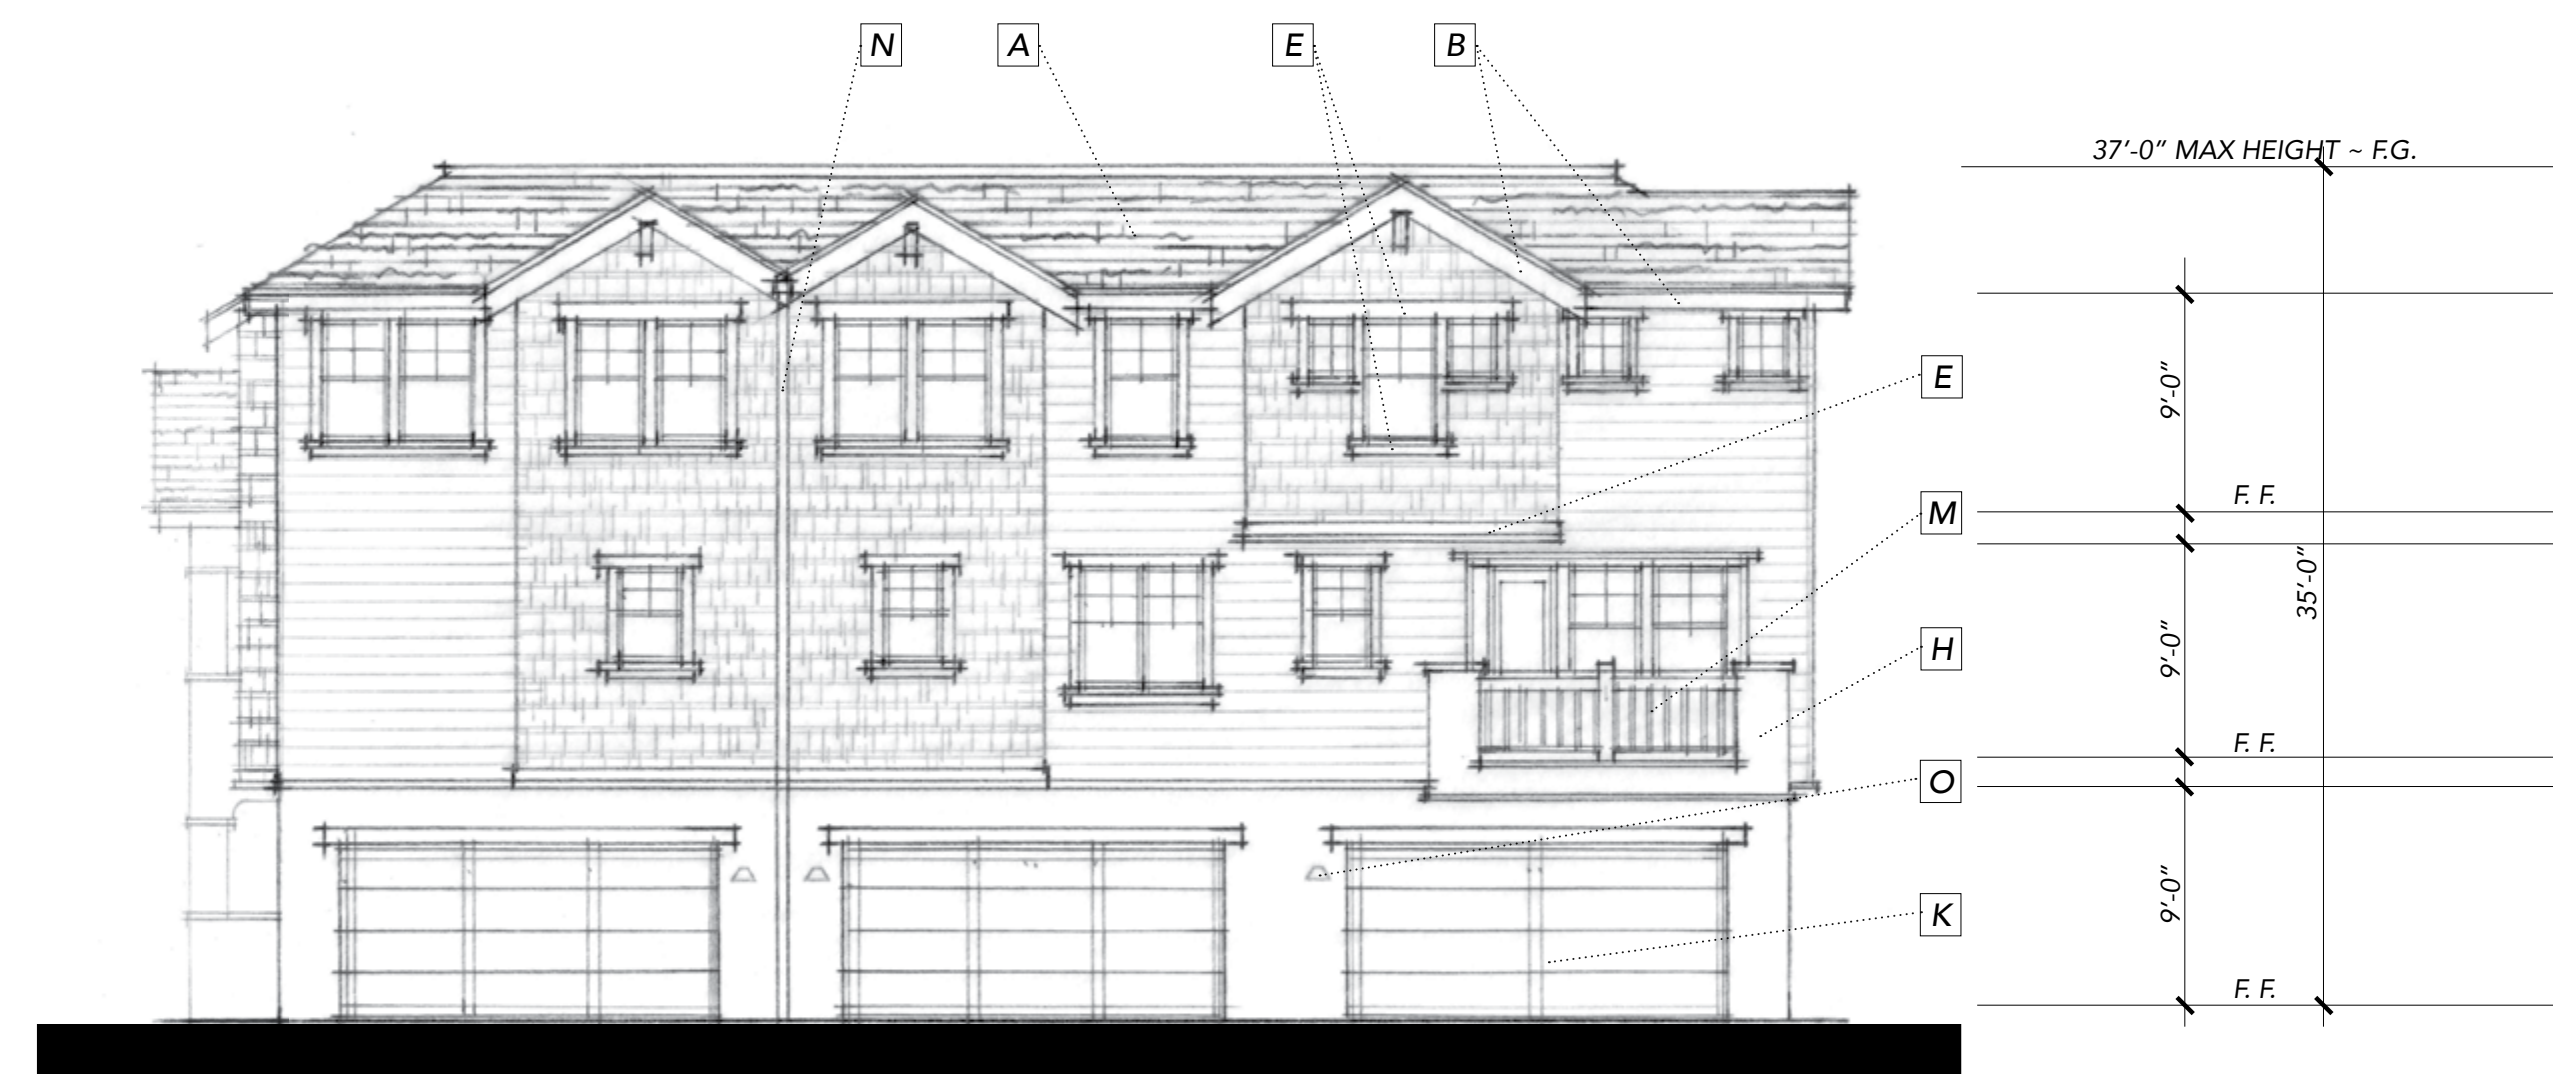 N
A
E
B
37'-0" MAX HEIGHT ~ F.G.
E
9'-0"
M
F. F.
35'-0"
H
9'-0"
F. F.
O
K
9'-0"
F. F.